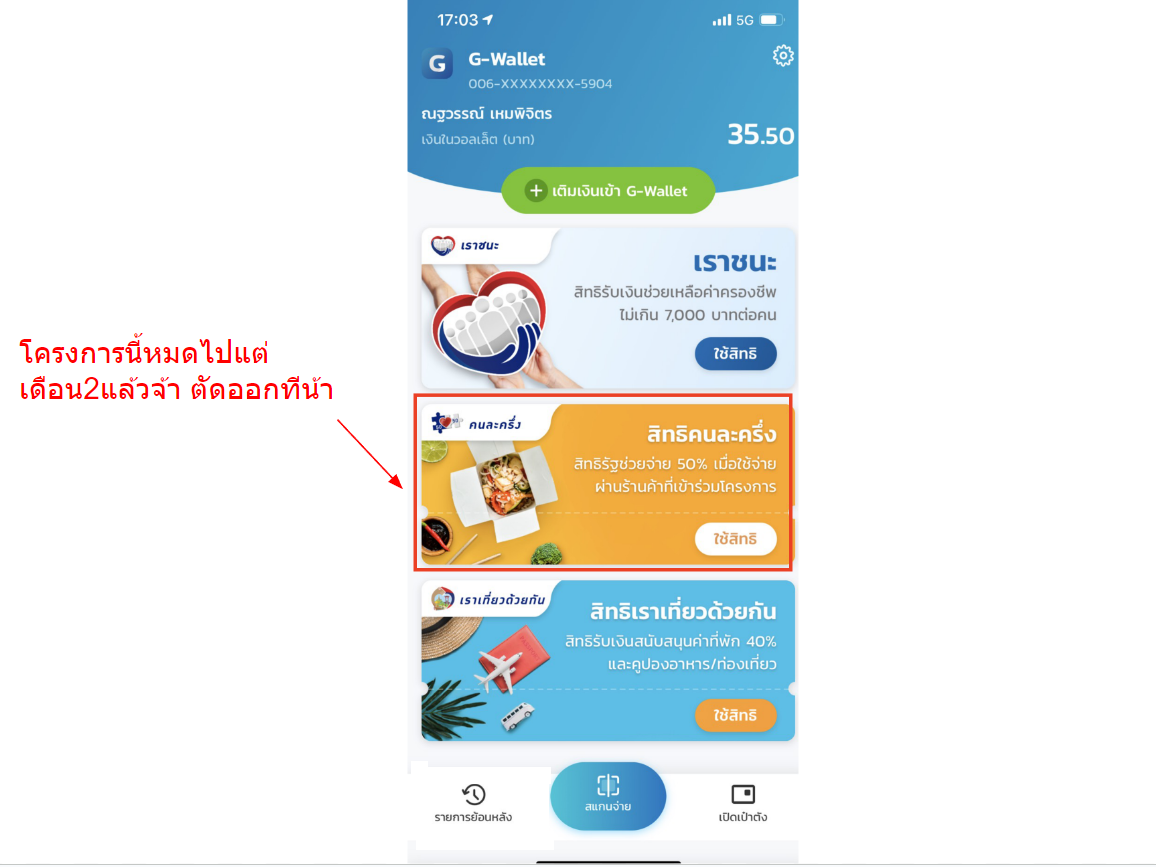 17:03
5G
G
G-Wallet
006-XXXXXXXX-5904
ณฐวรรณ์ เหมพิจิตร
เงินในวอลเล็ต (บาท)
35.50
+ เติมเงินเข้า G-Wallet
เราชนะ
เราชนะ
สิทธิรับเงินช่วยเหลือค่าครองชีพ
ไม่เกิน 7,000 บาทต่อคน
ใช้สิทธิ
โครงการนี้หมดไปแต่
เดือน2แล้วจ้า ตัดออกทีน้า
คนละครึ่ง
สิทธิคนละครึ่ง
สิทธิรัฐช่วยจ่าย 50% เมื่อใช้จ่าย
ผ่านร้านค้าที่เข้าร่วมโครงการ
ใช้สิทธิ
เราเที่ยวด้วยกัน
สิทธิเราเที่ยวด้วยกัน
สิทธิรับเงินสนับสนุนค่าที่พัก 40%
และคูปองอาหาร/ท่องเที่ยว
ใช้สิทธิ
รายการย้อนหลัง
สแกนจ่าย
เปิดเป๋าตัง